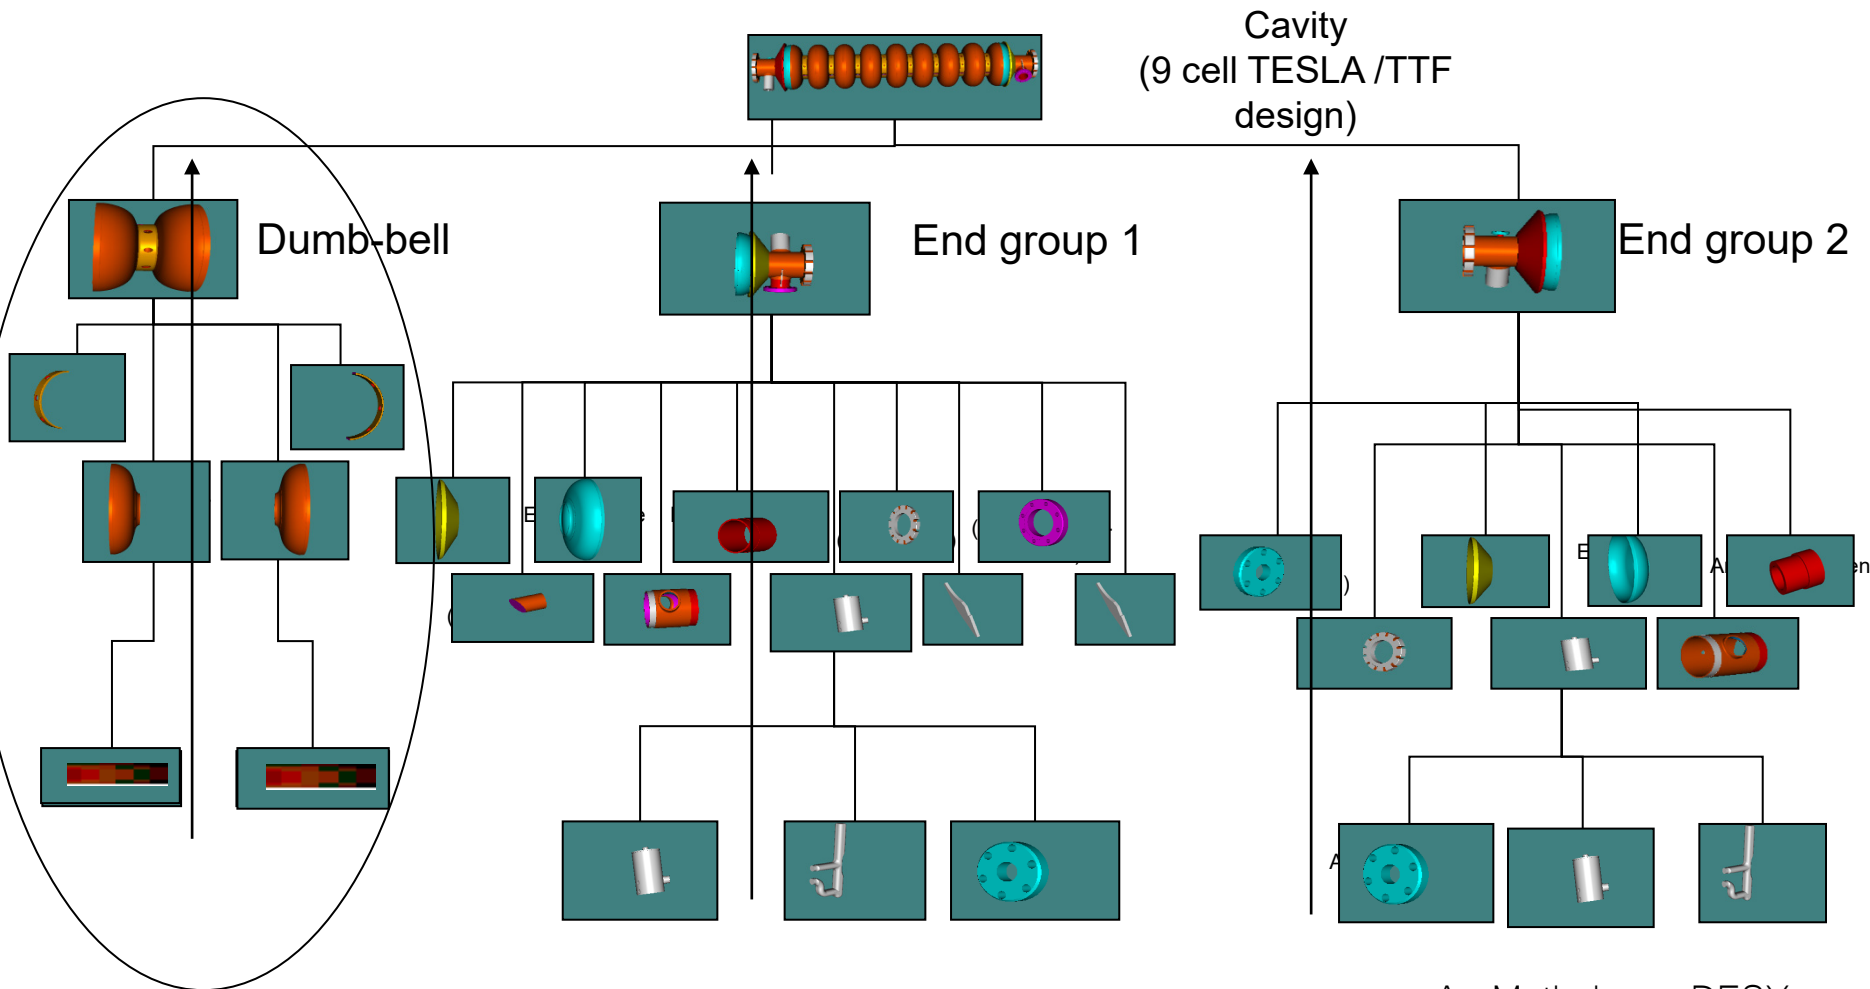 Cavity
(9 cell TESLA /TTF
design)
Dumb-bell
End group 1
End group 2